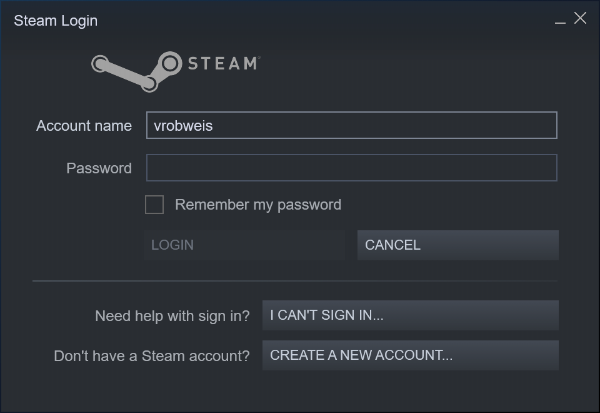 Steam Login
STEAM
Account name vrobweis
Password
Remember my password
LOGIN CANCEL
Need help with sign in? I CAN'T SIGN IN...
Don't have a Steam account? CREATE A NEW ACCOUNT...